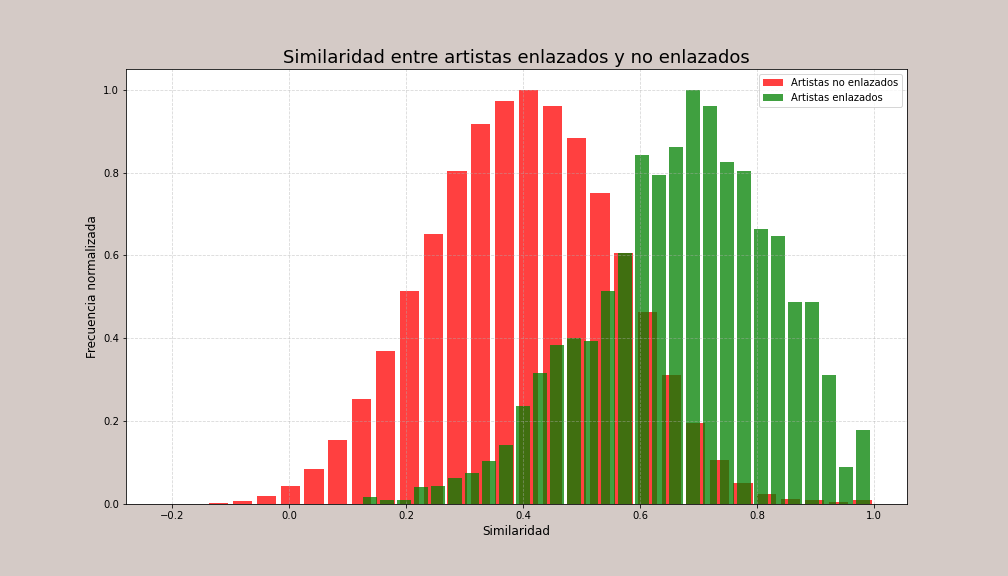 Similaridad entre artistas enlazados y no enlazados
Artistas no enlazados
Artistas enlazados
Frecuencia normalizada
1.0
0.8
0.6
0.4
0.2
0.0
−0.2 0.0 0.2 0.4 0.6 0.8 1.0
Similaridad